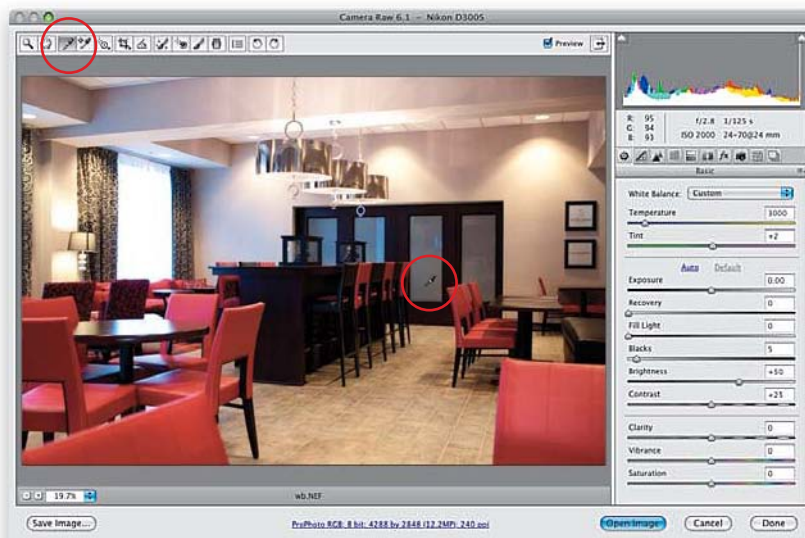 Camera Raw 6.1 – Nikon D300S
Preview
R: 95
G: 94
B: 93
f/2.8 1/125 s
ISO 2000 24-70@24 mm
Basic
White Balance: Custom
Temperature 3000
Tint +2
Auto Default
Exposure 0.00
Recovery 0
Fill Light 0
Blacks 5
Brightness +50
Contrast +25
Clarity 0
Vibrance 0
Saturation 0
19.7%
wb.NEF
Save Image...
ProPhoto RGB; 8 bit; 4288 by 2848 (12.2MP); 240 ppi
Open Image
Cancel
Done